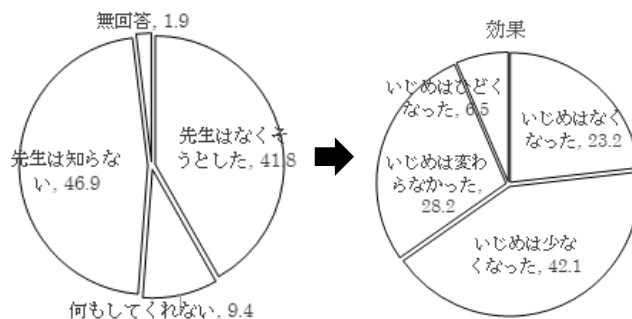 無回答, 1.9
先生はなくそ
うとした, 41.8
先生は知らな
い, 46.9
何もしてくれない, 9.4
効果
いじめはひどく
なった, 6.5
いじめはなく
なった, 23.2
いじめは変わ
らなかった,
28.2
いじめは少な
くなった, 42.1